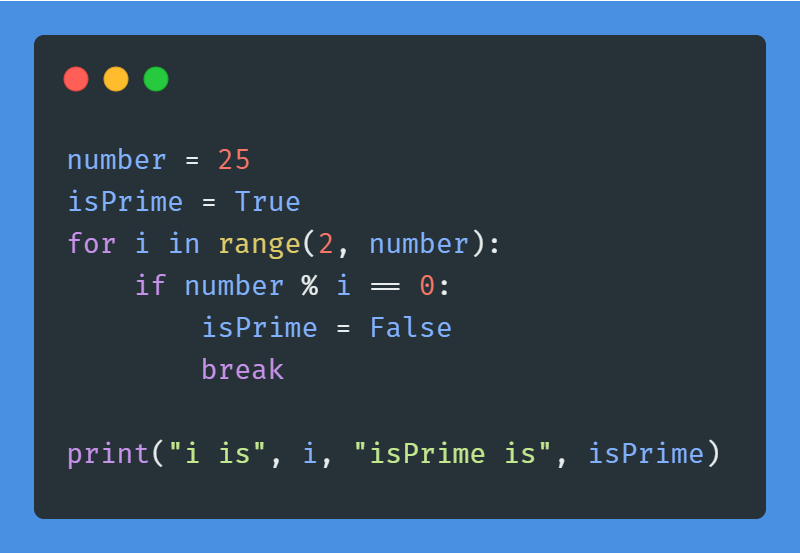 number = 25
isPrime = True
for i in range(2, number):
    if number % i == 0:
        isPrime = False
        break
print("i is", i, "isPrime is", isPrime)